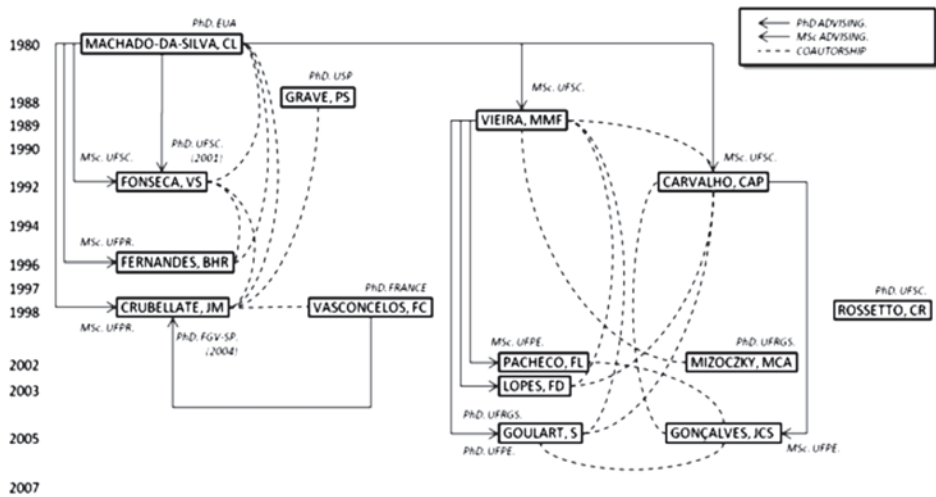 PhD. EUA
PhD ADVISING.
1980
MACHADO-DA-SILVA, CL
MSc ADVISING.
COAUTORSHIP
PhD. USP
GRAVE, PS
1988
MSc. UFSC.
VIEIRA, MMF
1989
1990
PhD. UFSC.
(2001)
MSc. UFSC.
MSc. UFSC.
1992
FONSECA, VS
CARVALHO, CAP
1994
MSc. UFPR.
1996
FERNANDES, BHR
1997
PhD. FRANCE
PhD. UFSC.
1998
CRUBELLATE, JM
VASCONCELOS, FC
ROSSETTO, CR
MSc. UFPR.
PhD. FGV-SP.
(2004)
MSc. UFPE.
PhD. UFRGS.
2002
PACHECO, FL
MIZOCZKY, MCA
2003
LOPES, FD
PhD. UFRGS.
2005
GOULART, S
GONÇALVES, JCS
PhD. UFPE.
MSc. UFPE.
2007